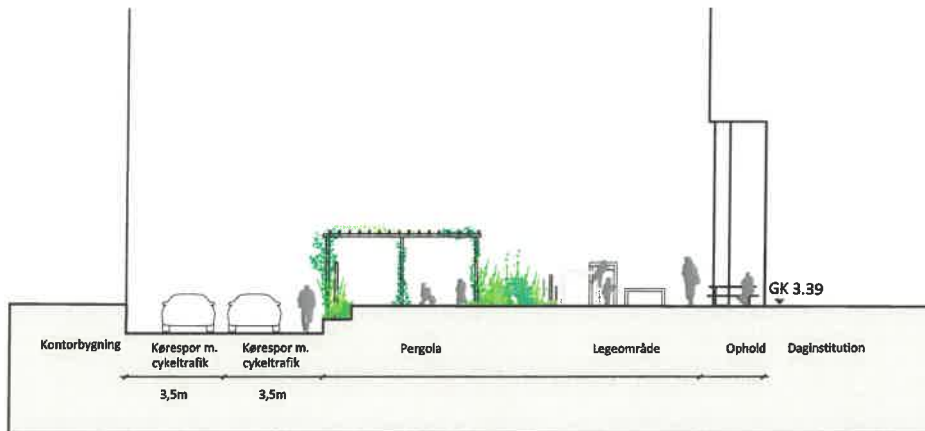 GK 3.39
Kontorbygning
Kørespor m.
cykeltrafik
Kørespor m.
cykeltrafik
Pergola
Legeområde
Ophold
Daginstitution
3,5m
3,5m